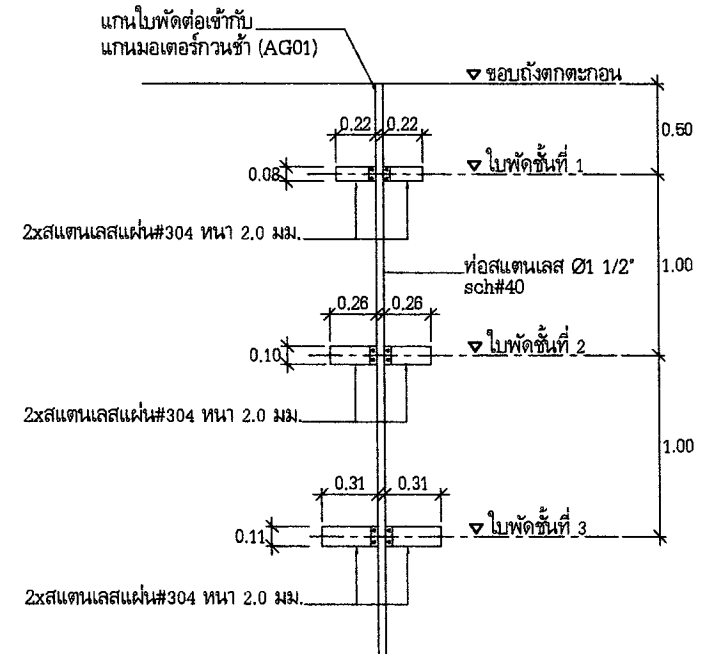 แกนใบพัดต่อเข้ากับ
แกนมอเตอร์กวนช้า (AG01)
▽ ขอบถังตกตะกอน
0.50
0.22 0.22
0.08
▽ ใบพัดชั้นที่ 1
2xสแตนเลสแผ่น#304 หนา 2.0 มม.
ท่อสแตนเลส Ø1 1/2"
sch#40
1.00
0.26 0.26
0.10
▽ ใบพัดชั้นที่ 2
2xสแตนเลสแผ่น#304 หนา 2.0 มม.
1.00
0.31 0.31
0.11
▽ ใบพัดชั้นที่ 3
2xสแตนเลสแผ่น#304 หนา 2.0 มม.